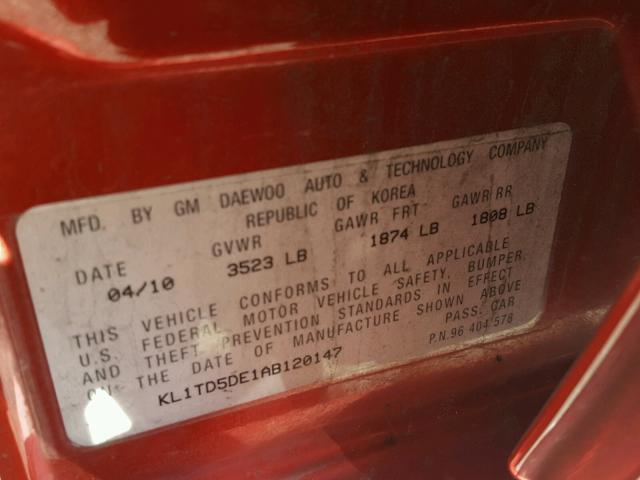 MFD. BY GM DAEWOO AUTO & TECHNOLOGY COMPANY
REPUBLIC OF KOREA
DATE GVWR GAWR FRT GAWR RR
04/10 3523 LB 1874 LB 1808 LB
THIS VEHICLE CONFORMS TO ALL APPLICABLE
U.S. FEDERAL MOTOR VEHICLE SAFETY, BUMPER,
AND THEFT PREVENTION STANDARDS IN EFFECT
ON THE DATE OF MANUFACTURE SHOWN ABOVE
KL1TD5DE1AB120147 PASS. CAR
P.N. 96 404 578